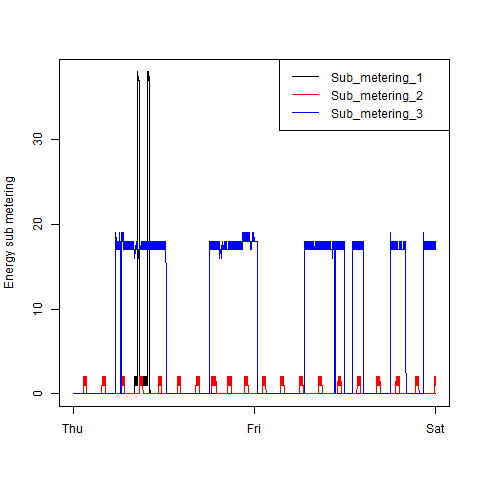 Sub_metering_1
Sub_metering_2
Sub_metering_3
Energy sub metering
30
20
10
0
Thu Fri Sat